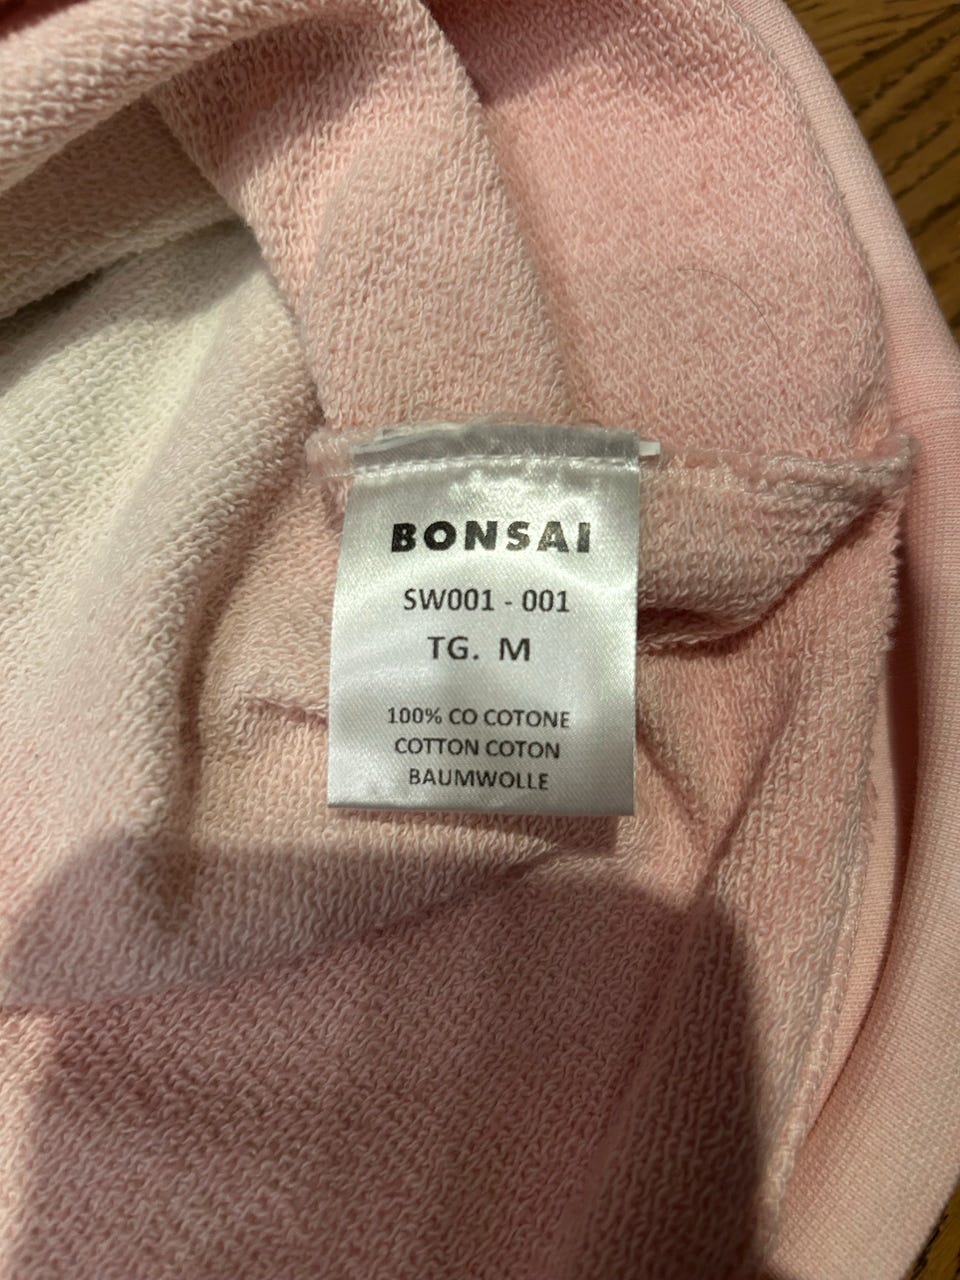 BONSAI
SW001 - 001
TG. M
100% CO COTONE
COTTON COTON
BAUMWOLLE